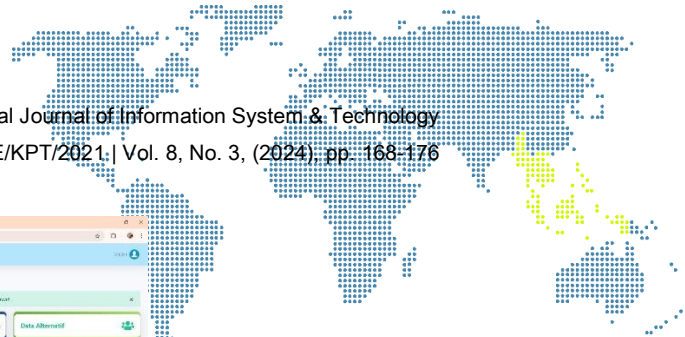 al Journal of Information System & Technology
E/KPT/2021 | Vol. 8, No. 3, (2024), pp. 168-176
Data Alternatif